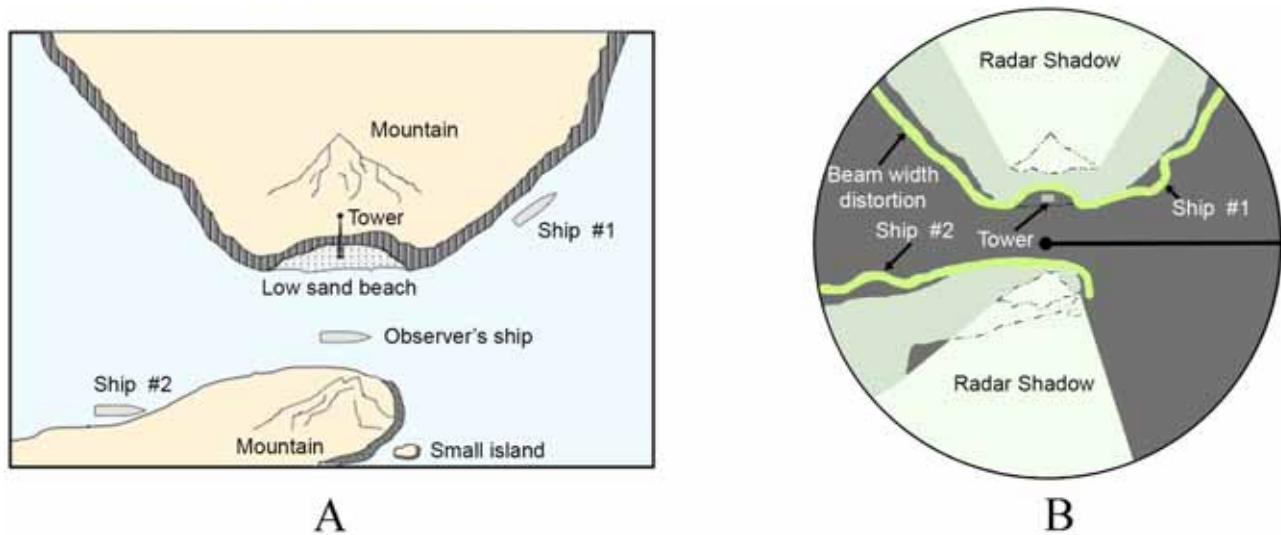 Mountain
Tower
Ship #1
Low sand beach
Observer's ship
Ship #2
Mountain
Small island
A
Radar Shadow
Beam width
distortion
Ship #1
Ship #2
Tower
Radar Shadow
B